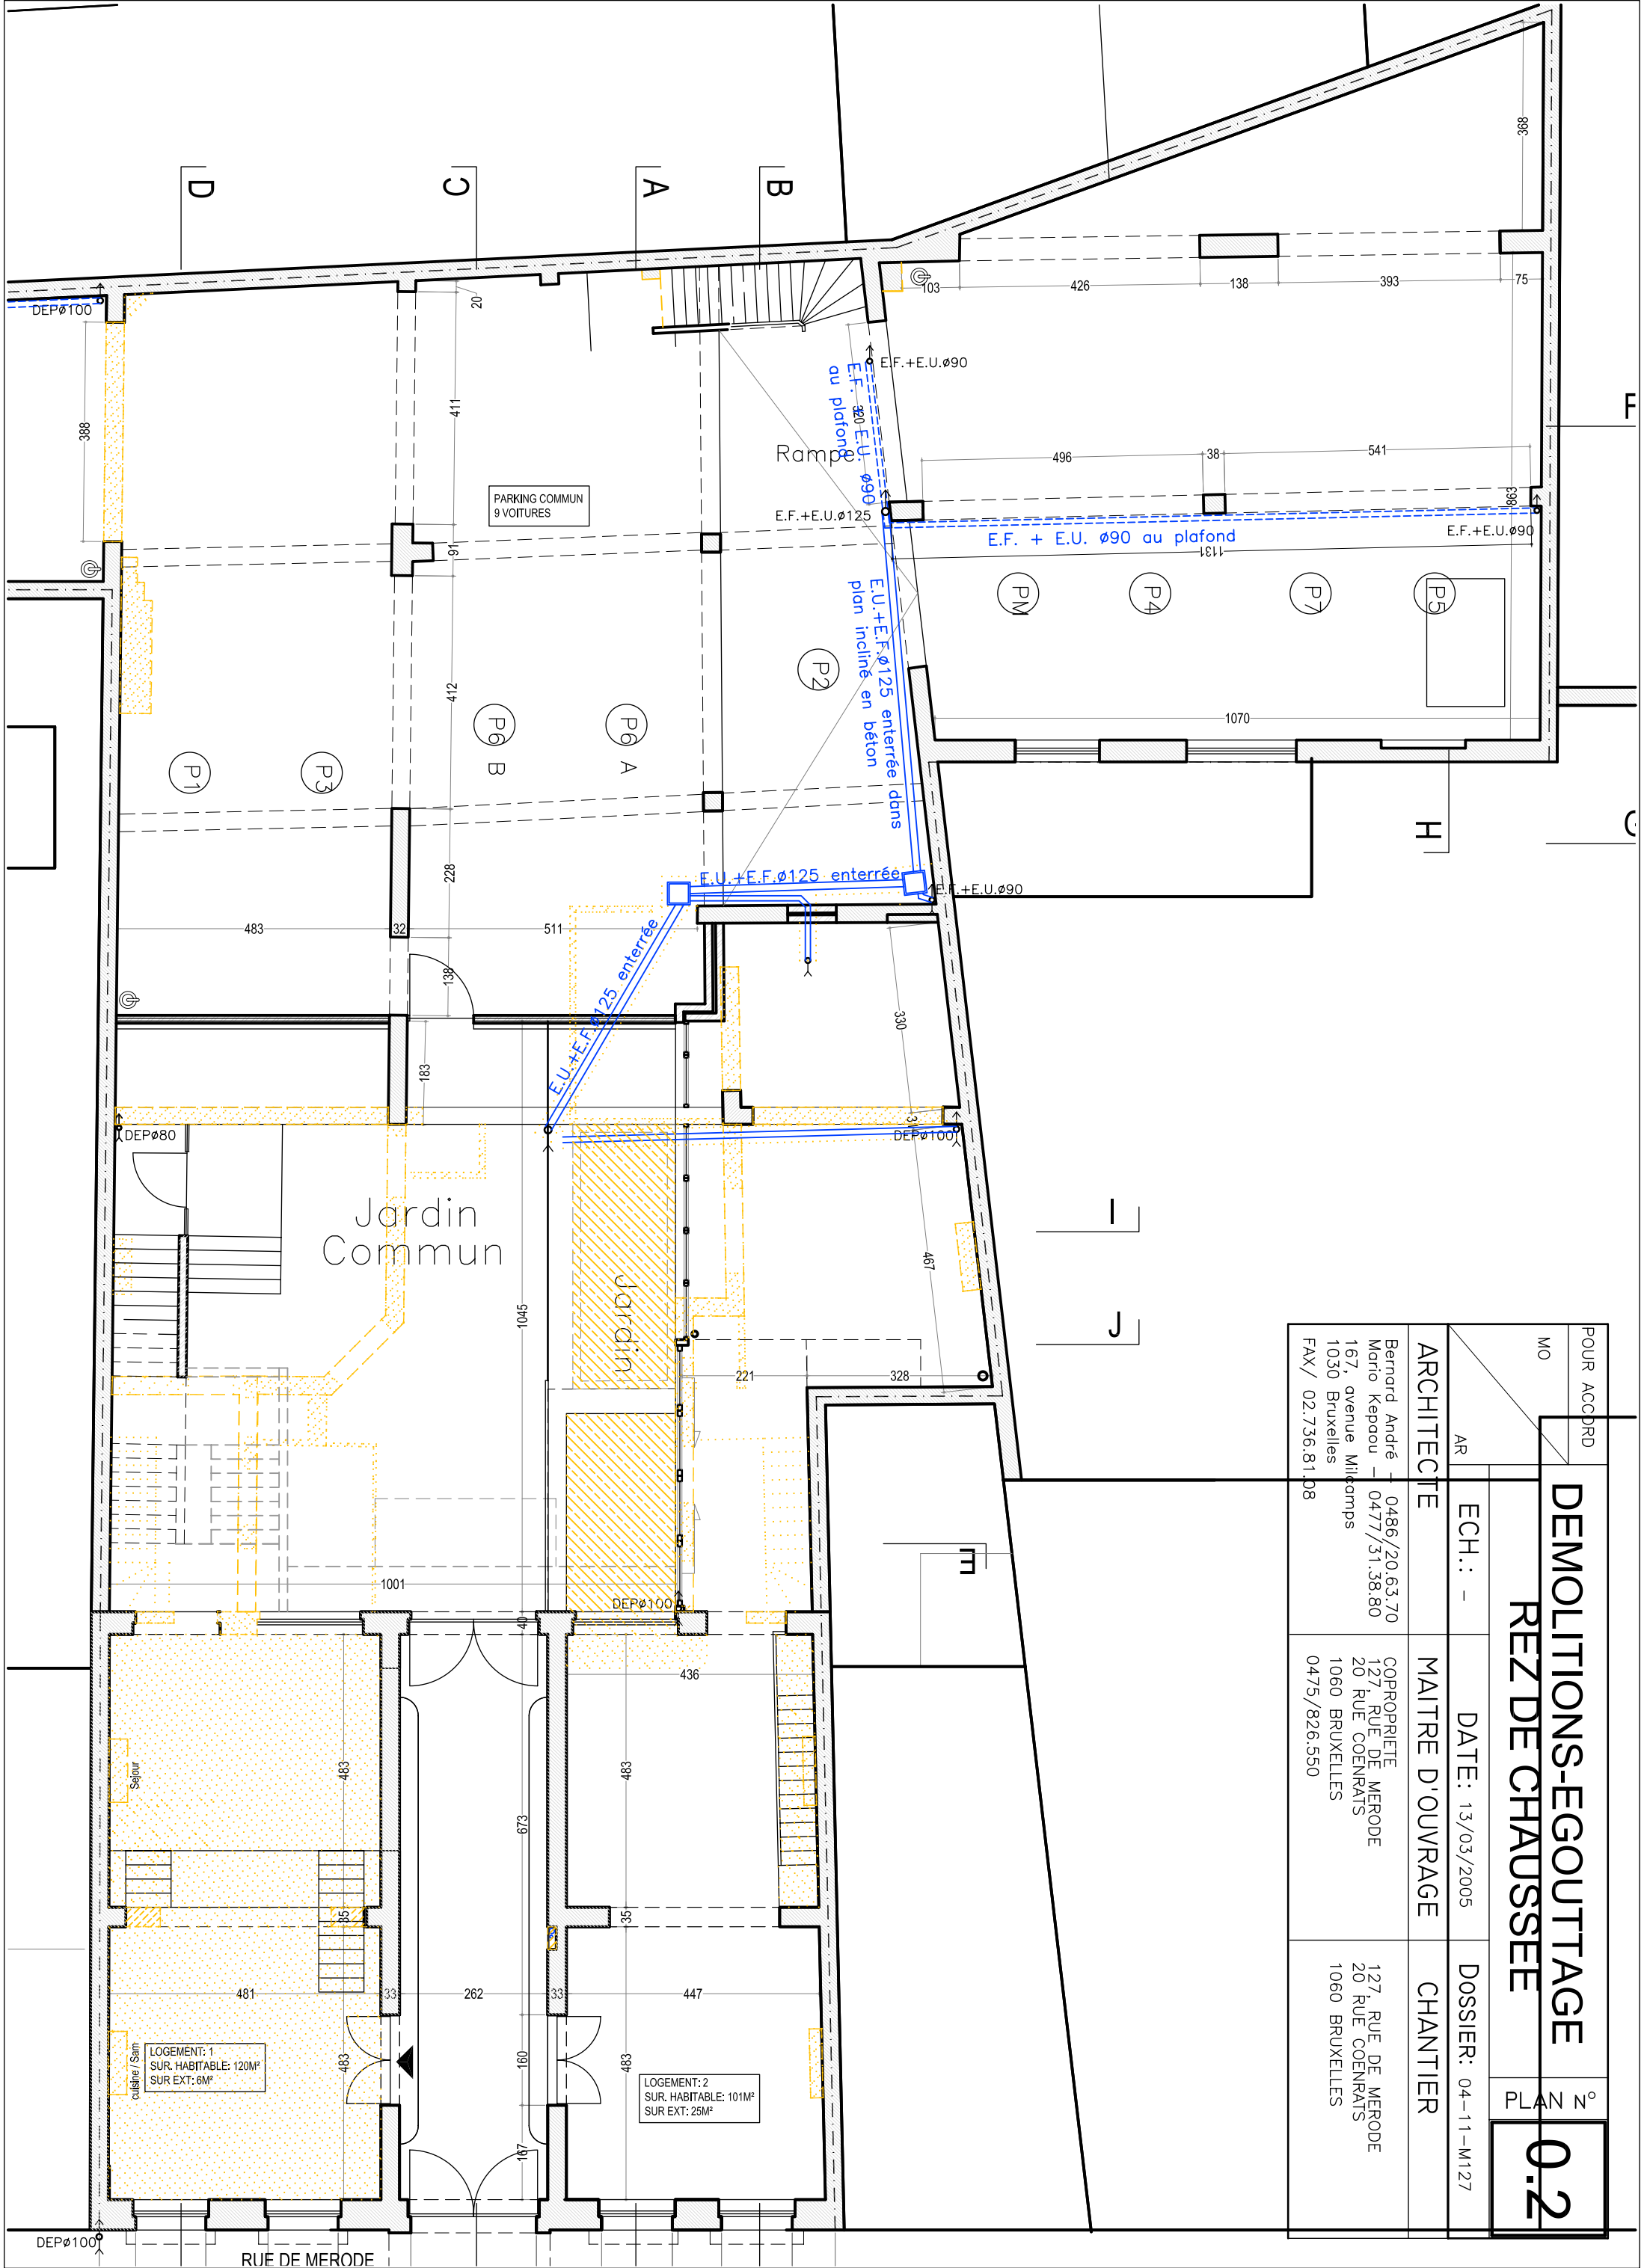 POUR ACCORD
MO
AR
DEMOLITIONS-EGOUTTAGE
REZ DE CHAUSSEE
PLAN N°
0.2
ECH.: -
DATE: 13/03/2005
DOSSIER: 04-11-M127
ARCHITECTE
Bernard André - 0486/20.63.70
Mario Kepaou - 0477/31.38.80
167, avenue Milcamps
1030 Bruxelles
FAX/ 02.736.81.08
MAITRE D'OUVRAGE
COPROPRIETE
127, RUE DE MERODE
20 RUE COENRATS
1060 BRUXELLES
0475/826.550
CHANTIER
127, RUE DE MERODE
20 RUE COENRATS
1060 BRUXELLES
D
C
A
B
F
H
I
J
E
368
103
426
138
393
75
DEPø100
20
388
411
E.F.+E.U.ø90
E.F. + E.U. ø90
au plafond
320
Rampe
496
38
541
893
PARKING COMMUN
9 VOITURES
E.F.+E.U.ø125
E.F. + E.U. ø90 au plafond
E.F.+E.U.ø90
1131
91
PM
P4
P7
P5
E.U.+E.F.ø125 enterrée dans
plan incliné en béton
P2
412
P6 B
P6 A
P1
P3
1070
228
E.U.+E.F.ø125 enterrée
E.F.+E.U.ø90
483
32
511
138
E.U.+E.F.ø125 enterrée
330
183
DEPø80
DEPø100
Jardin
Commun
Jardin
467
1045
221
328
1001
DEPø100
40
436
Sejour
483
673
483
35
35
481
33
262
33
447
cuisine / Sam
LOGEMENT: 1
SUR. HABITABLE: 120M²
SUR EXT: 6M²
483
160
483
LOGEMENT: 2
SUR. HABITABLE: 101M²
SUR EXT: 25M²
167
DEPø100
RUE DE MERODE